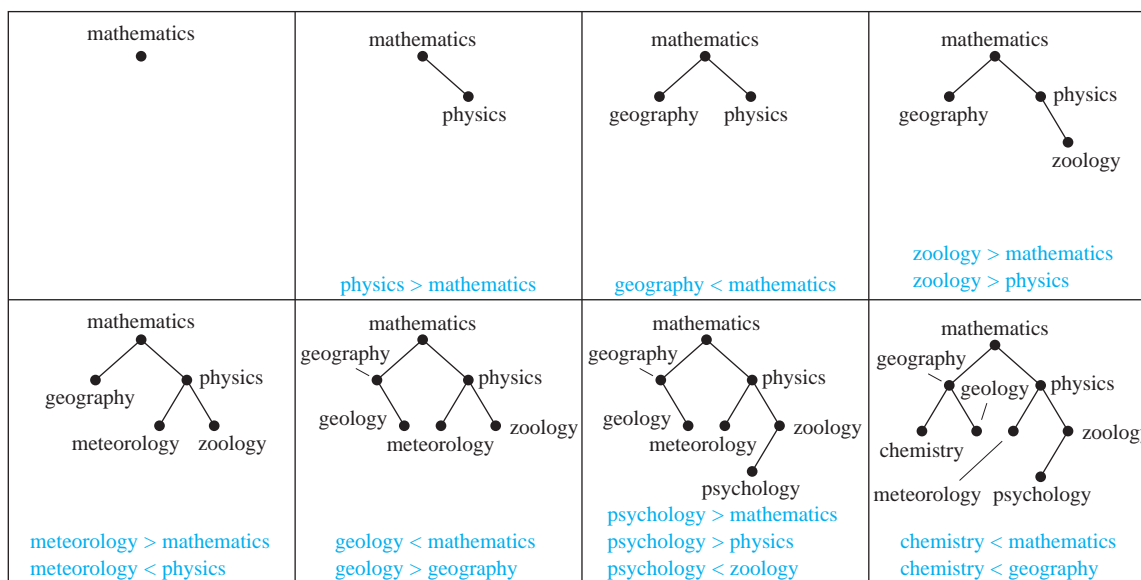 mathematics
mathematics
physics
physics > mathematics
mathematics
geography
physics
geography < mathematics
mathematics
geography
physics
zoology
zoology > mathematics
zoology > physics
mathematics
physics
geography
meteorology
zoology
meteorology > mathematics
meteorology < physics
mathematics
geography
physics
geology
zoology
meteorology
geology < mathematics
geology > geography
mathematics
geography
physics
geology
zoology
meteorology
psychology
psychology > mathematics
psychology > physics
psychology < zoology
mathematics
geography
geology
physics
chemistry
zoology
meteorology
psychology
chemistry < mathematics
chemistry < geography